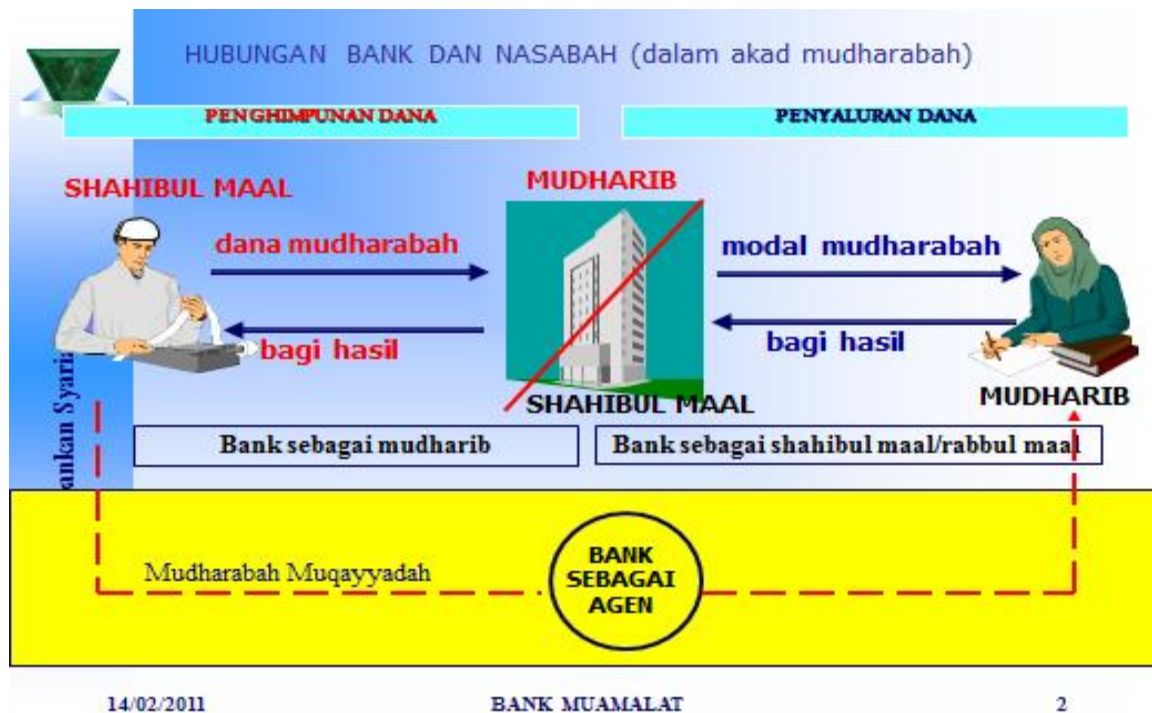 HUBUNGAN BANK DAN NASABAH (dalam akad mudharabah)
PENGHIMPUNAN DANA
PENYALURAN DANA
SHAHIBUL MAAL
MUDHARIB
dana mudharabah
modal mudharabah
bagi hasil
bagi hasil
SHAHIBUL MAAL
MUDHARIB
Bank sebagai mudharib
Bank sebagai shahibul maal/rabbul maal
Mudharabah Muqayyadah
BANK
SEBAGAI
AGEN
14/02/2011
BANK MUAMALAT
2